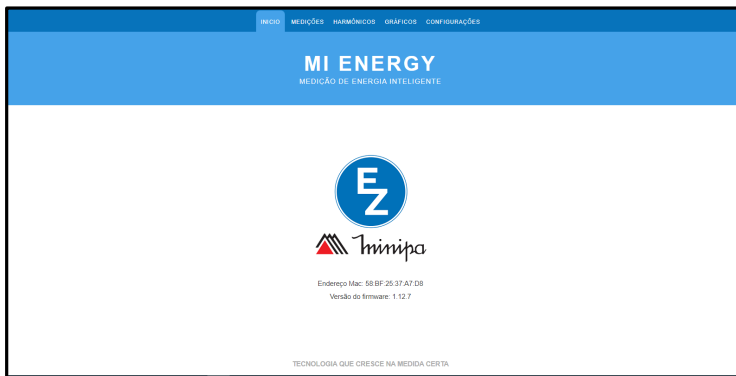 INICIO MEDIÇÕES HARMÔNICOS GRÁFICOS CONFIGURAÇÕES
MI ENERGY
MEDIÇÃO DE ENERGIA INTELIGENTE
EZ
Minipa
Endereço Mac: 58:BF:25:37:A7:D8
Versão do firmware: 1.12.7
TECNOLOGIA QUE CRESCE NA MEDIDA CERTA